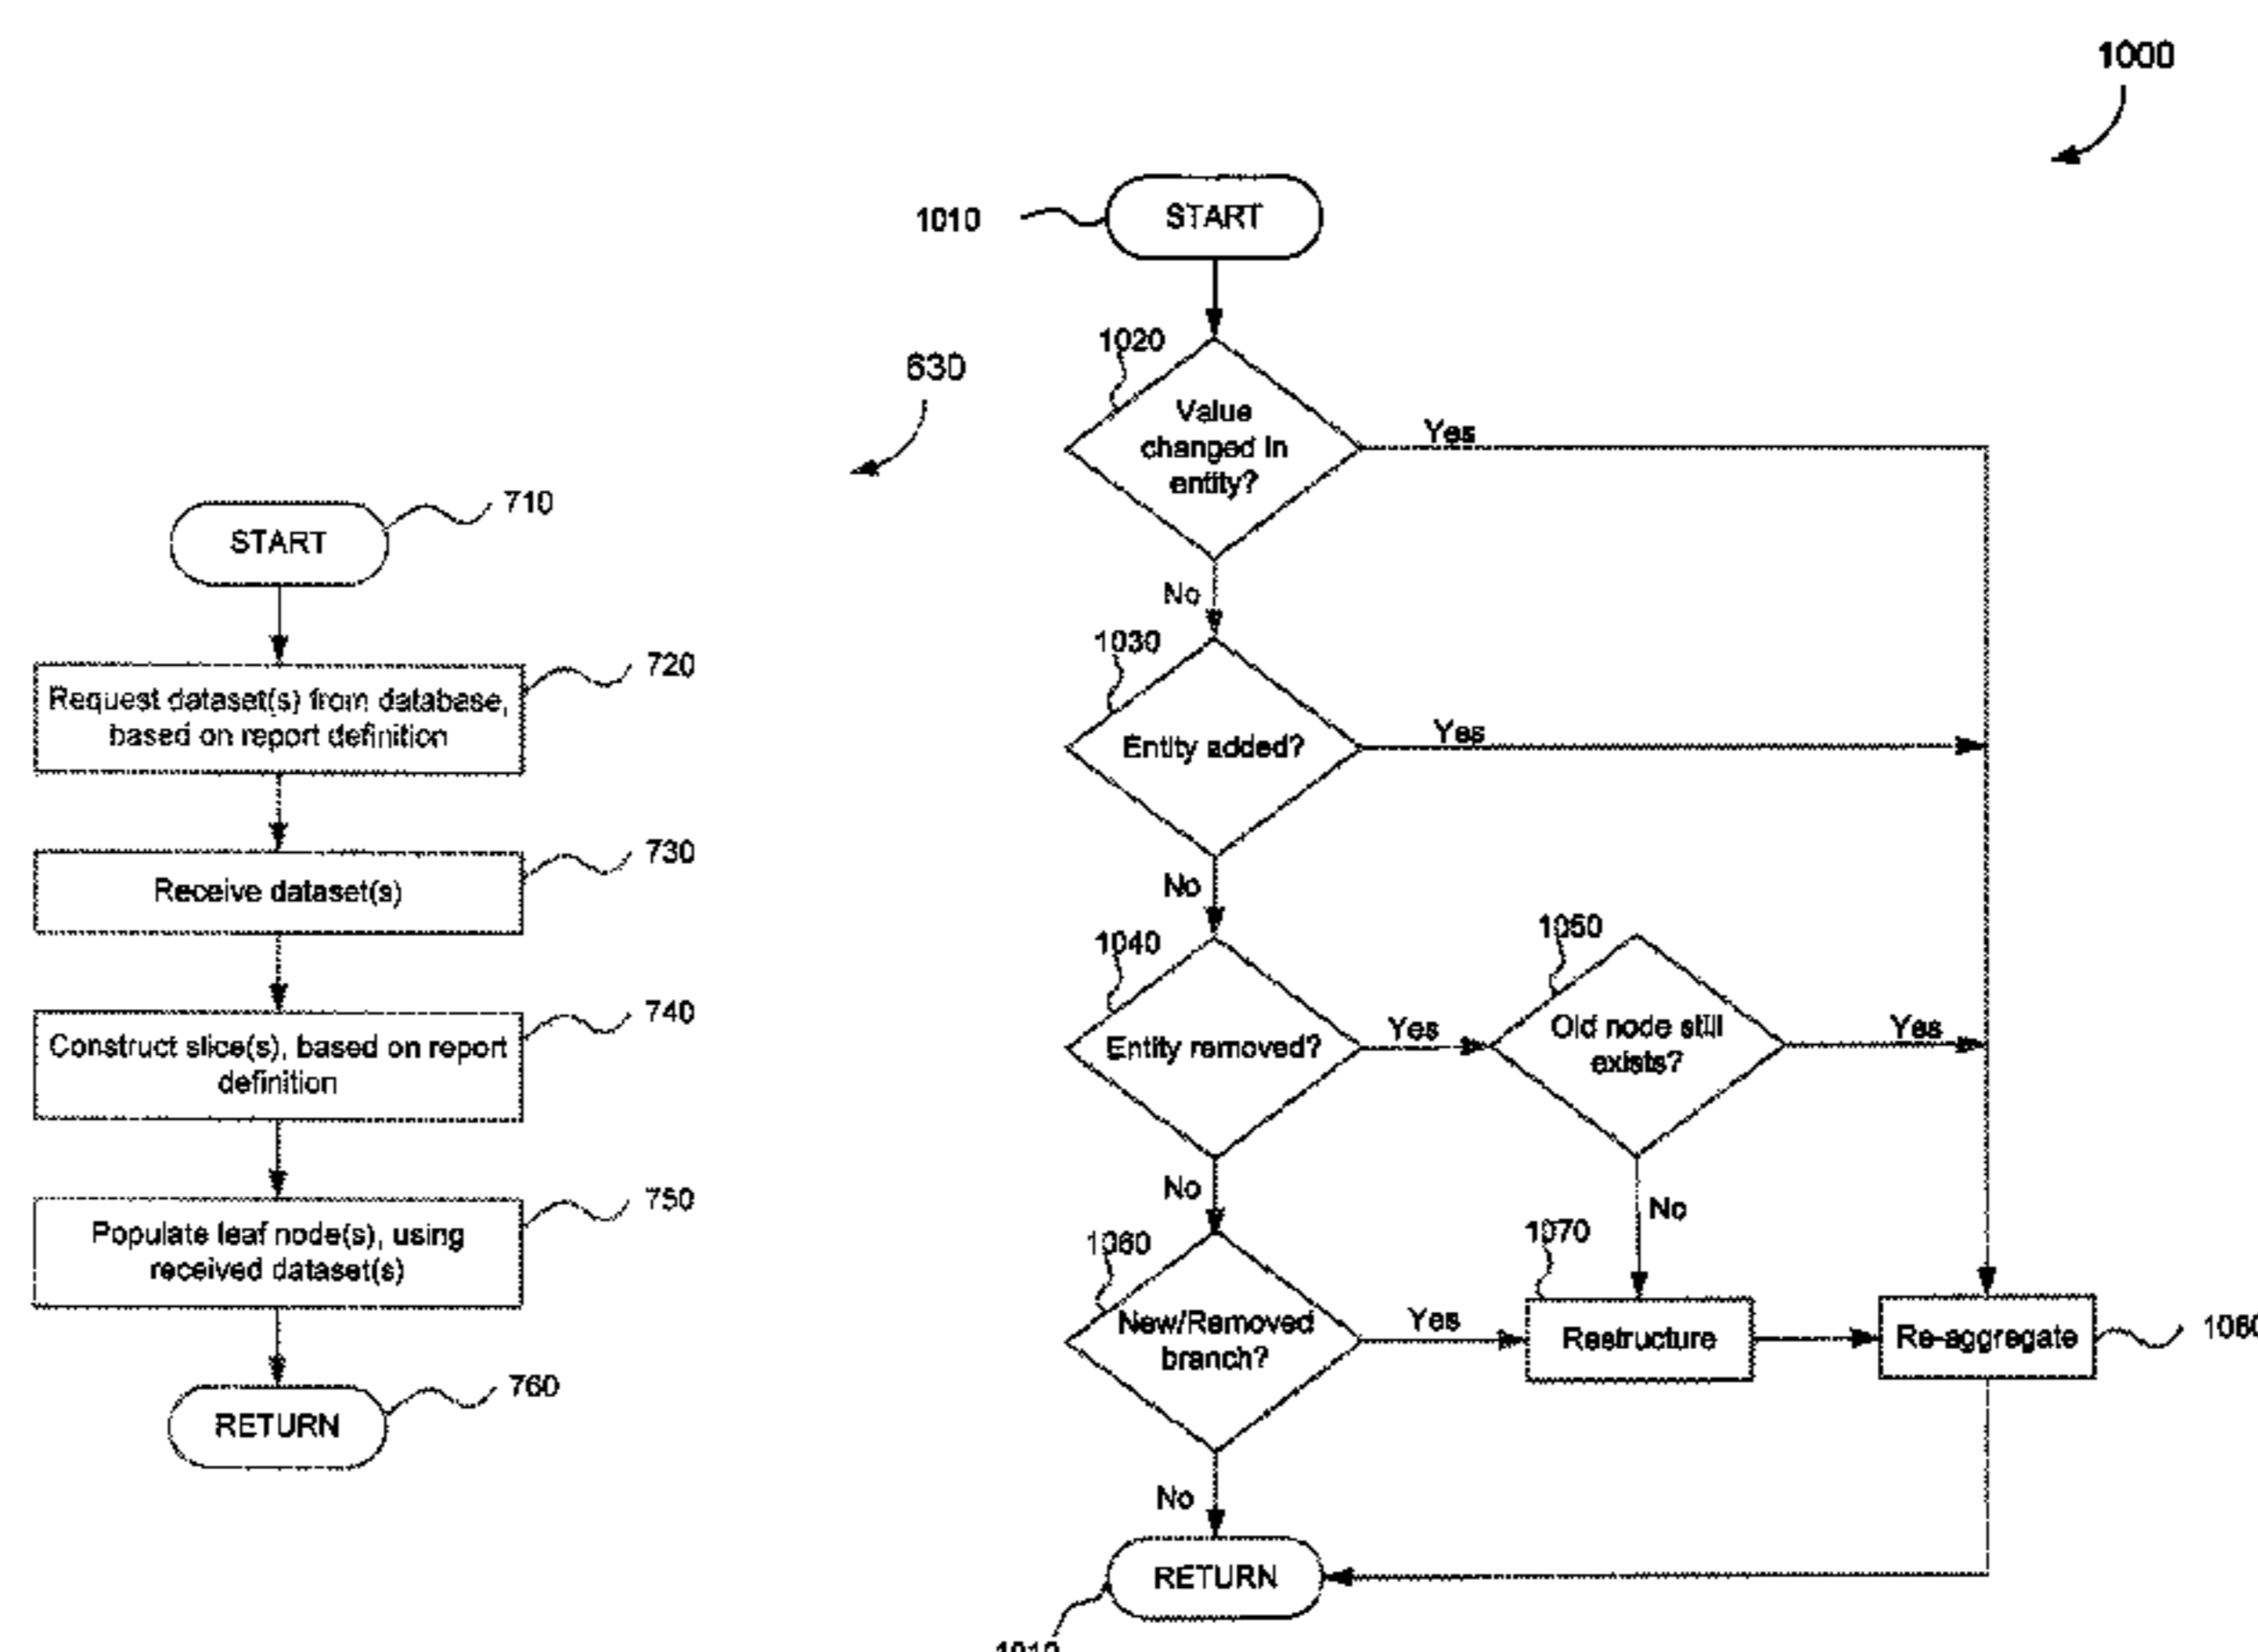 630
START
710
Request dataset(s) from database,
based on report definition
720
Receive dataset(s)
730
Construct slice(s), based on report
definition
740
Populate leaf node(s), using
received dataset(s)
750
RETURN
760
1000
1010
START
1020
Value
changed in
entity?
Yes
No
1030
Entity added?
Yes
No
1040
Entity removed?
Yes
1050
Old node still
exists?
Yes
No
No
1060
New/Removed
branch?
Yes
1070
Restructure
Re-aggregate
No
RETURN